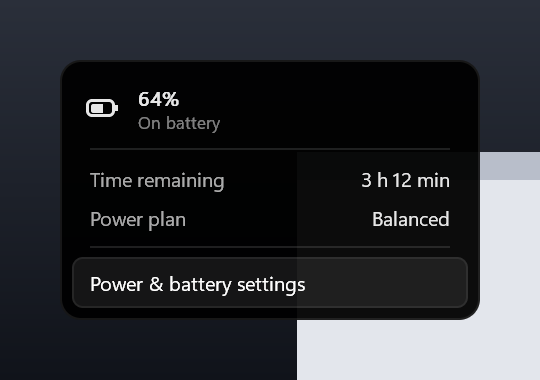 64%
On battery
Time remaining 3 h 12 min
Power plan Balanced
Power & battery settings